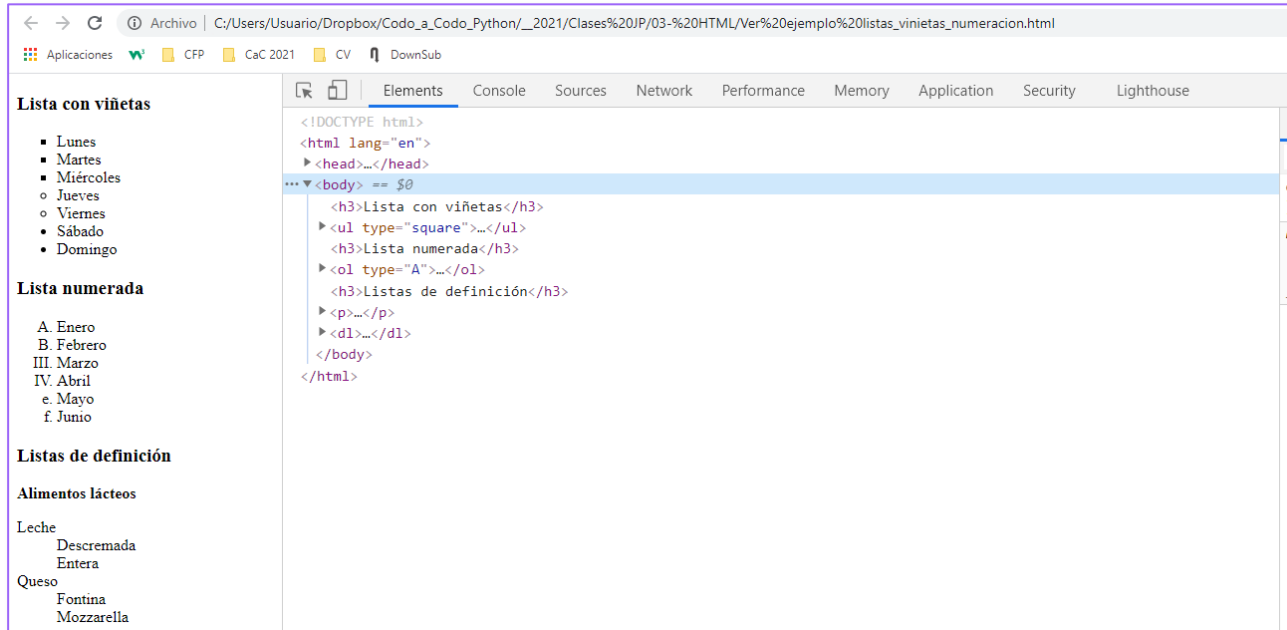 Archivo | C:/Users/Usuario/Dropbox/Codo_a_Codo_Python/__2021/Clases%20JP/03-%20HTML/Ver%20ejemplo%20listas_vinietas_numeracion.html
Aplicaciones CFP CaC 2021 CV DownSub
Lista con viñetas
▪ Lunes
▪ Martes
▪ Miércoles
○ Jueves
○ Viernes
• Sábado
• Domingo
Lista numerada
A. Enero
B. Febrero
III. Marzo
IV. Abril
e. Mayo
f. Junio
Listas de definición
Alimentos lácteos
Leche
Descremada
Entera
Queso
Fontina
Mozzarella
Elements Console Sources Network Performance Memory Application Security Lighthouse
<!DOCTYPE html>
<html lang="en">
<head>…</head>
<body> == $0
<h3>Lista con viñetas</h3>
<ul type="square">…</ul>
<h3>Lista numerada</h3>
<ol type="A">…</ol>
<h3>Listas de definición</h3>
<p>…</p>
<dl>…</dl>
</body>
</html>